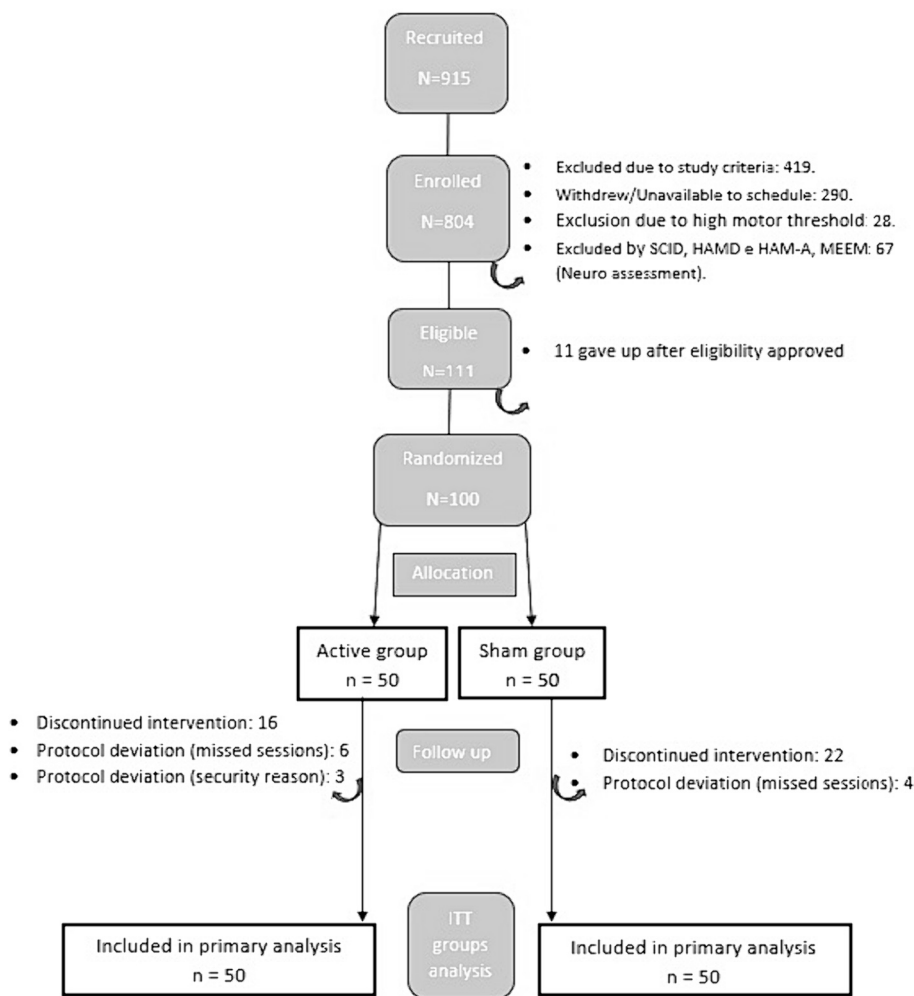 Recruited
N=915
Enrolled
N=804
• Excluded due to study criteria: 419.
• Withdrew/Unavailable to schedule: 290.
• Exclusion due to high motor threshold: 28.
• Excluded by SCID, HAMD e HAM-A, MEEM: 67
(Neuro assessment).
Eligible
N=111
• 11 gave up after eligibility approved
Randomized
N=100
Allocation
Active group
n = 50
Sham group
n = 50
• Discontinued intervention: 16
• Protocol deviation (missed sessions): 6
• Protocol deviation (security reason): 3
Follow up
• Discontinued intervention: 22
• Protocol deviation (missed sessions): 4
ITT
groups
analysis
Included in primary analysis
n = 50
Included in primary analysis
n = 50